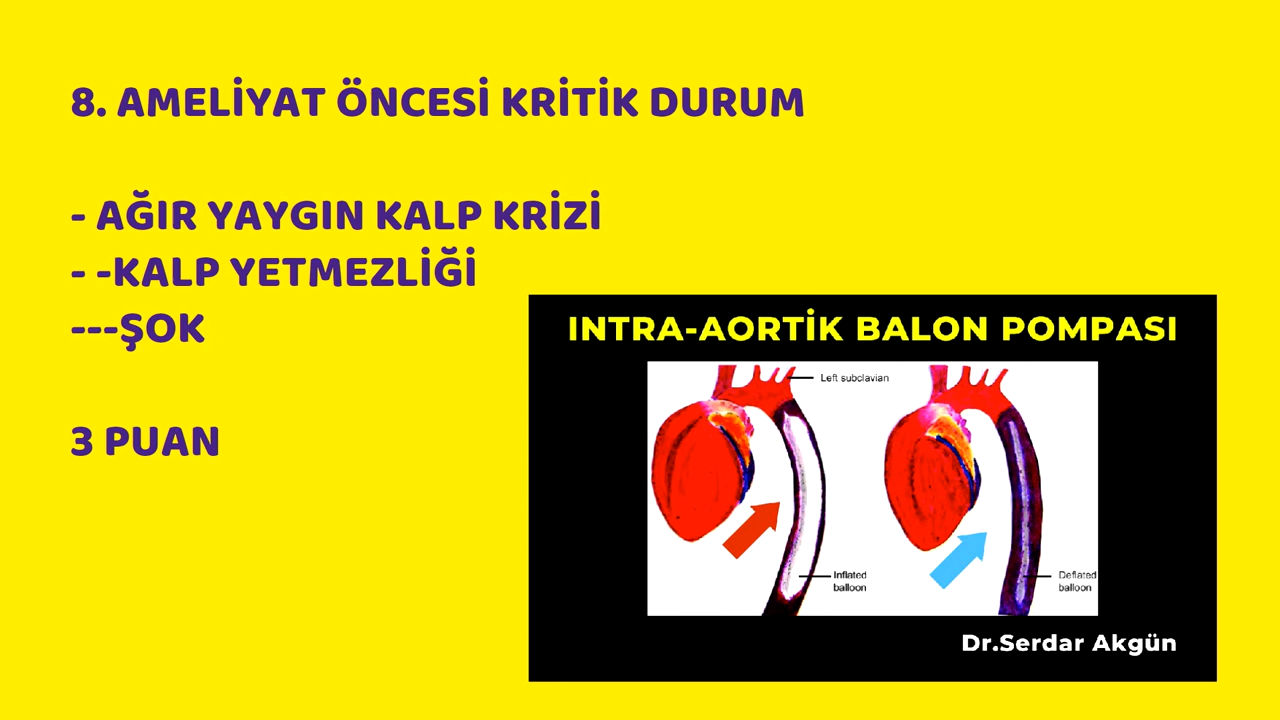 8. AMELİYAT ÖNCESİ KRİTİK DURUM
- AĞIR YAYGIN KALP KRİZİ
- -KALP YETMEZLİĞİ
---ŞOK
3 PUAN
INTRA-AORTİK BALON POMPASI
Left subclavian
Inflated
balloon
Deflated
balloon
Dr.Serdar Akgün